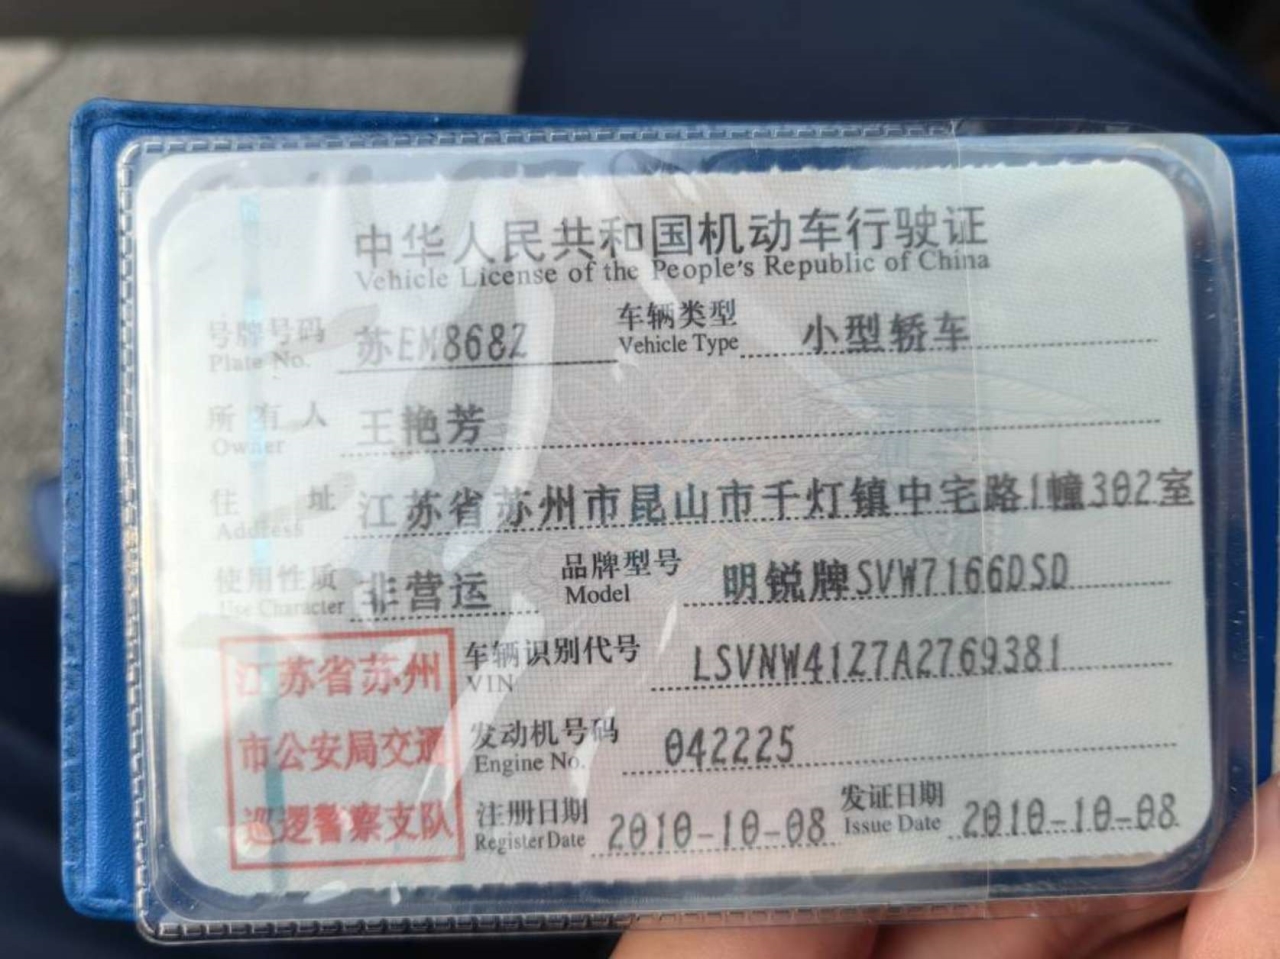 中华人民共和国机动车行驶证
Vehicle License of the People's Republic of China
号牌号码 苏EM868Z 车辆类型 小型轿车
Plate No. Vehicle Type
所有人 王艳芳
Owner
住址 江苏省苏州市昆山市千灯镇中宅路1幢302室
Address
使用性质 非营运 品牌型号 明锐牌SVW7166DSD
Use Character Model
车辆识别代号 LSVNW41Z7A2769381
VIN
发动机号码 042225
Engine No.
注册日期 2010-10-08 发证日期 2010-10-08
Register Date Issue Date
江苏省苏州
市公安局交通
巡逻警察支队